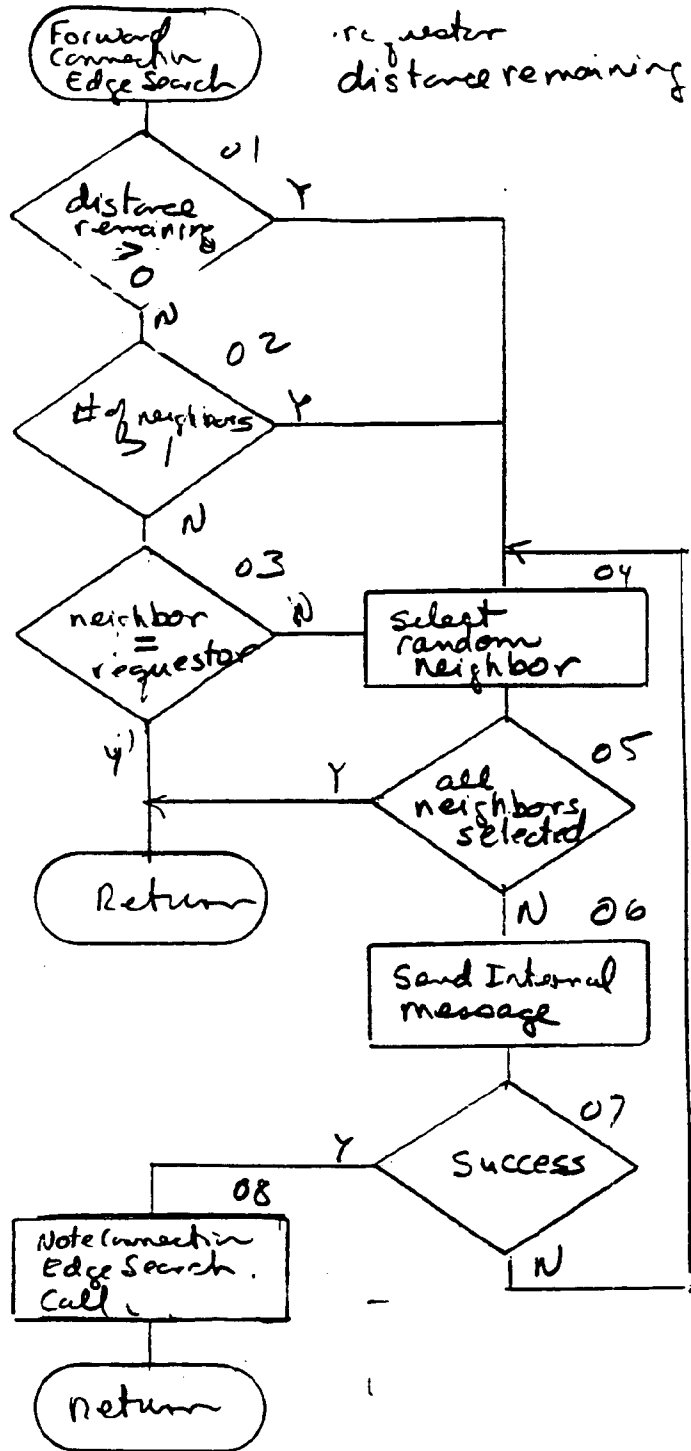 Forward
Connection
Edge Search
requestor
distance remaining
01
distance
remaining
>
0
Y
N
02
# of neighbors
> 1
Y
N
03
neighbor
=
requestor
N
Y
04
select
random
neighbor
05
all
neighbors
selected
Y
N
Return
06
Send Internal
message
07
Success
Y
N
08
Note Connection
Edge Search
Call
Return